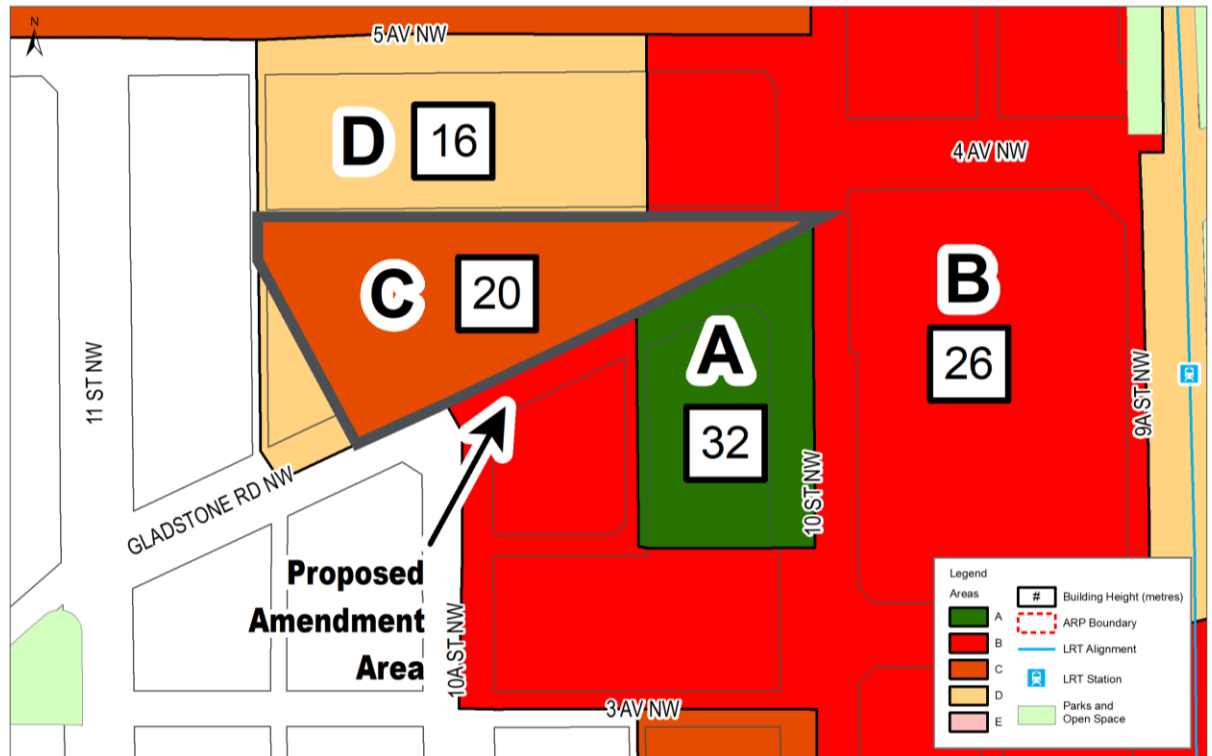 N
5 AV NW
D 16
4 AV NW
C 20
B
26
A
32
11 ST NW
9A ST NW
10 ST NW
GLADSTONE RD NW
Proposed
Amendment
Area
10A ST NW
3 AV NW
Legend
Areas
A
B
C
D
E
# Building Height (metres)
ARP Boundary
LRT Alignment
LRT Station
Parks and
Open Space